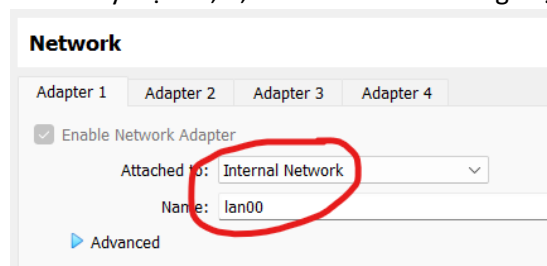 Network
Adapter 1 Adapter 2 Adapter 3 Adapter 4
Enable Network Adapter
Attached to: Internal Network
Name: lan00
Advanced